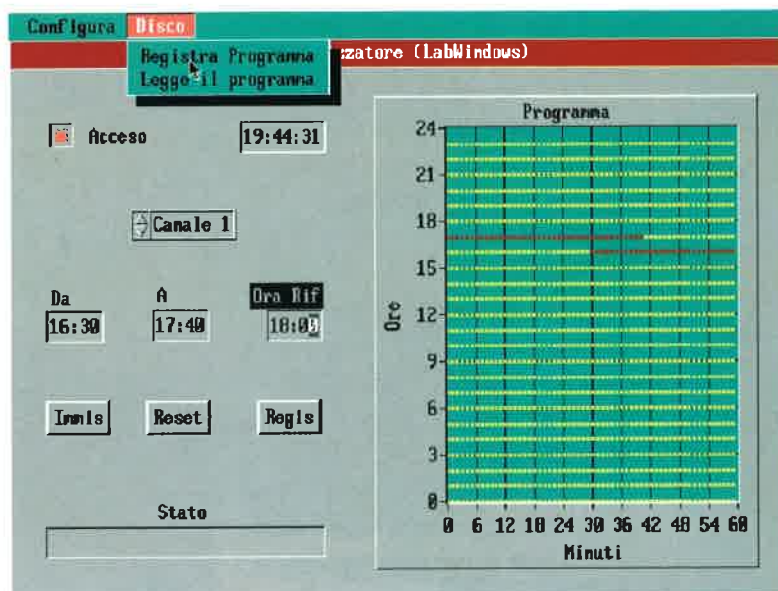 Configura Disco
zzatore (LabWindows)
Registra Programma
Leggo il programma
Acceso
19:44:31
Canale 1
Da
A
Ora Rif
16:30
17:40
18:00
Immis
Reset
Regis
Stato
Programma
24
21
18
15
12
9
6
3
0
Ore
0 6 12 18 24 30 36 42 48 54 60
Minuti